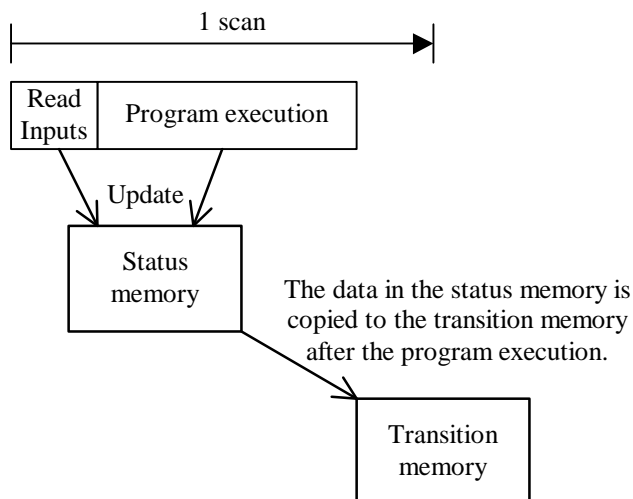 1 scan
Read
Inputs
Program execution
Update
Status
memory
The data in the status memory is
copied to the transition memory
after the program execution.
Transition
memory